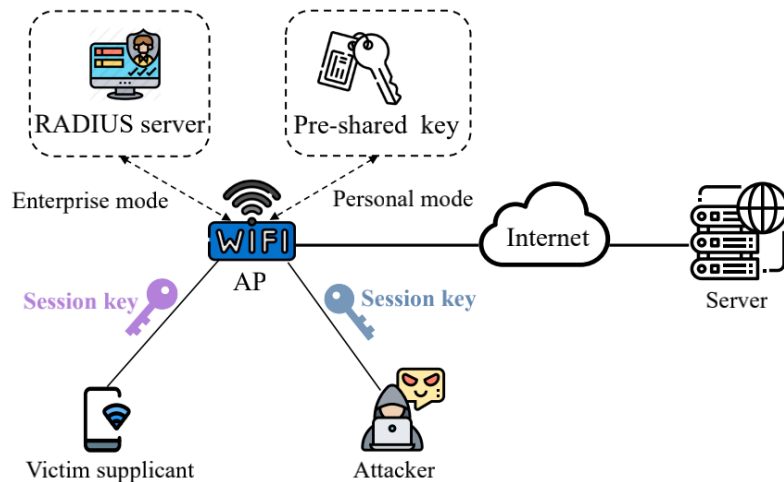 RADIUS server
Pre-shared key
Enterprise mode
Personal mode
WIFI
AP
Internet
Server
Session key
Session key
Victim supplicant
Attacker